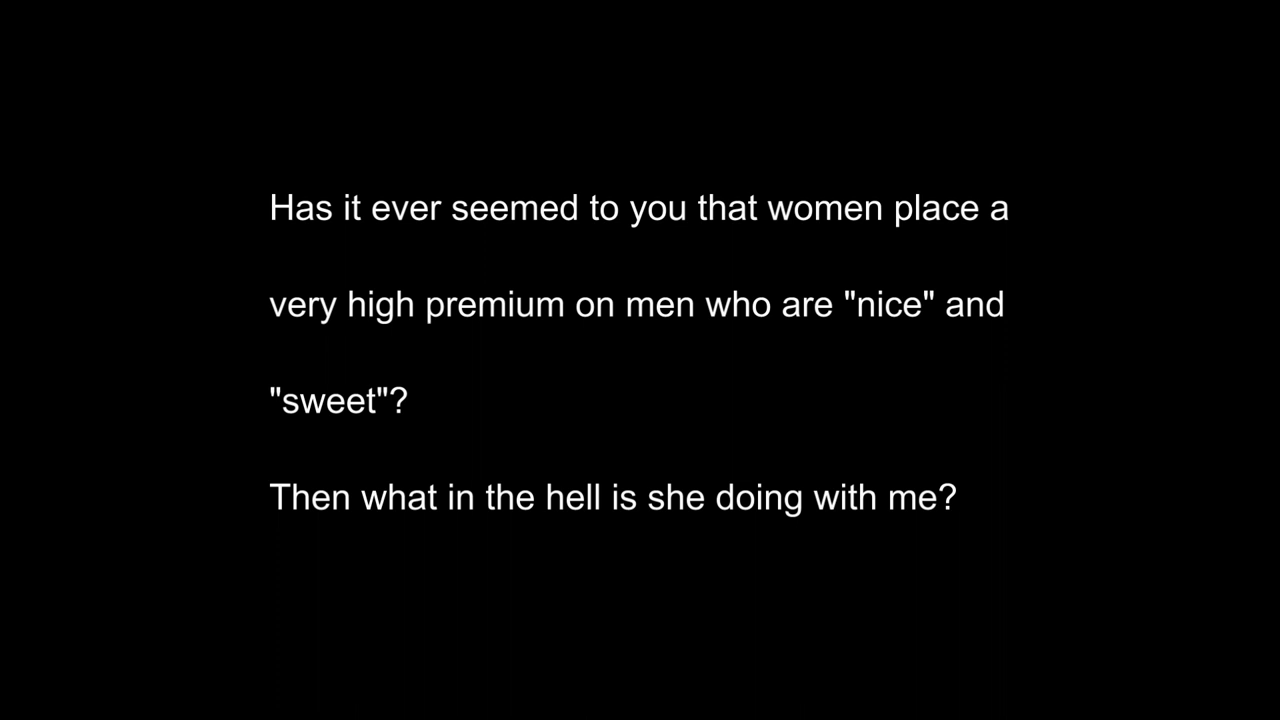 Has it ever seemed to you that women place a
very high premium on men who are "nice" and
"sweet"?
Then what in the hell is she doing with me?